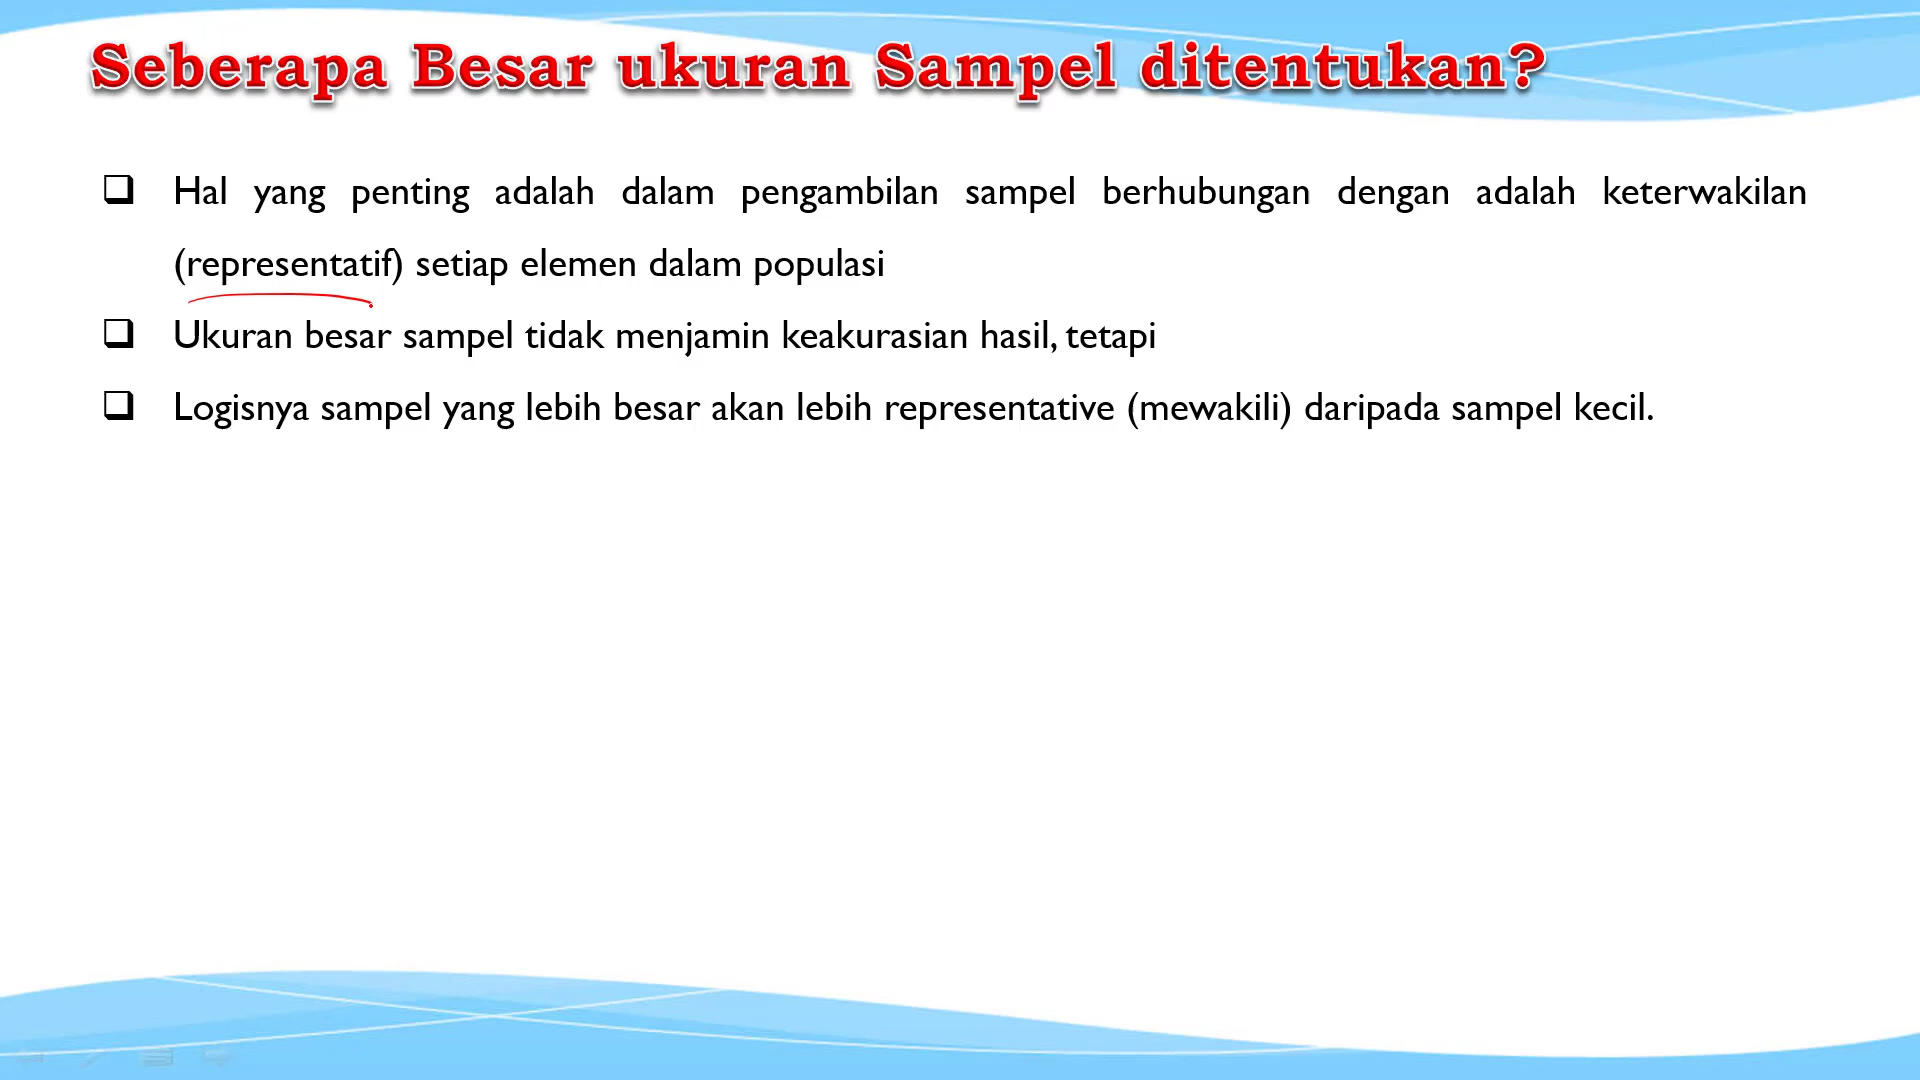 Seberapa Besar ukuran Sampel ditentukan?
Hal yang penting adalah dalam pengambilan sampel berhubungan dengan adalah keterwakilan
(representatif) setiap elemen dalam populasi
Ukuran besar sampel tidak menjamin keakurasian hasil, tetapi
Logisnya sampel yang lebih besar akan lebih representative (mewakili) daripada sampel kecil.